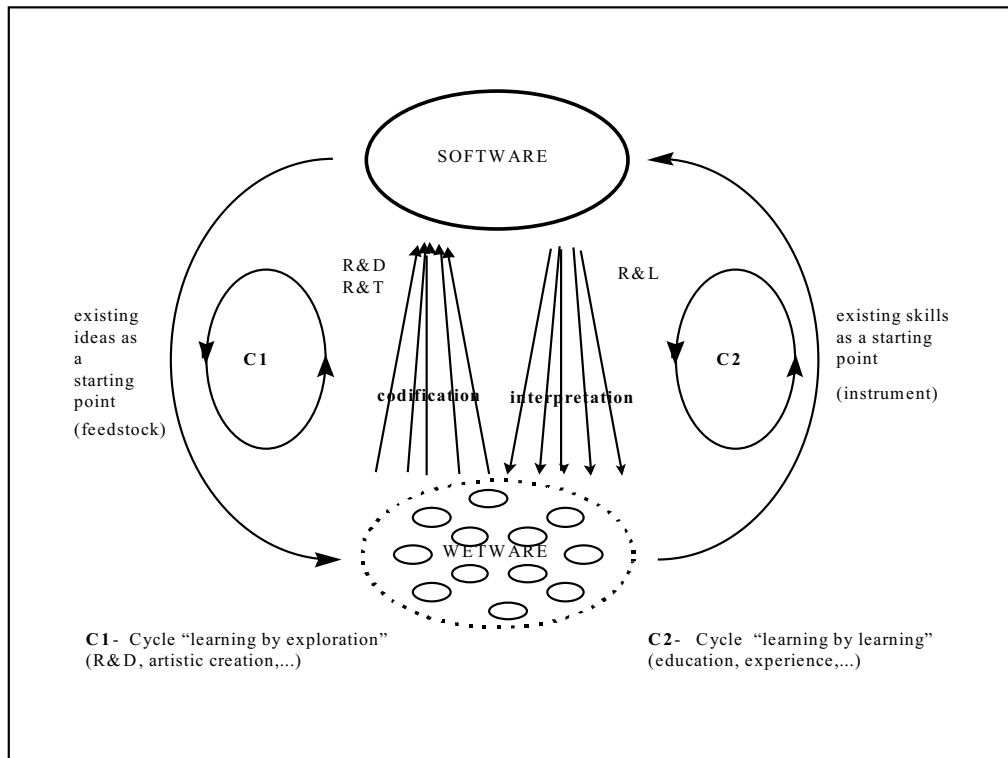 SOFTWARE
R&D
R&T
R&L
existing
ideas as
a
starting
point
(feedstock)
C1
codification
interpretation
C2
existing skills
as a starting
point
(instrument)
WETWARE
C1- Cycle “learning by exploration”
(R&D, artistic creation,...)
C2- Cycle “learning by learning”
(education, experience,...)